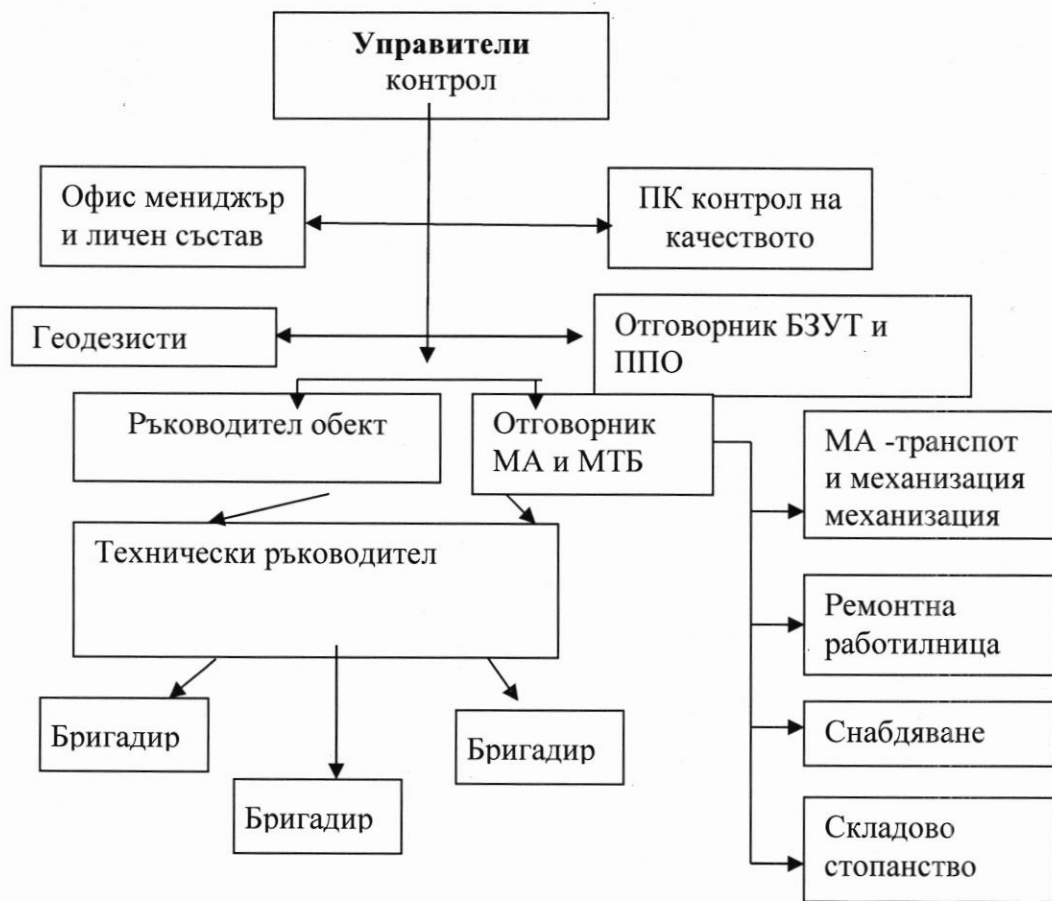 Управители
контрол
Офис мениджър
и личен състав
ПК контрол на
качеството
Геодезисти
Отговорник БЗУТ и
ППО
Ръководител обект
Отговорник
МА и МТБ
МА -транспот
и механизация
механизация
Технически ръководител
Ремонтна
работилница
Снабдяване
Складово
стопанство
Бригадир
Бригадир
Бригадир